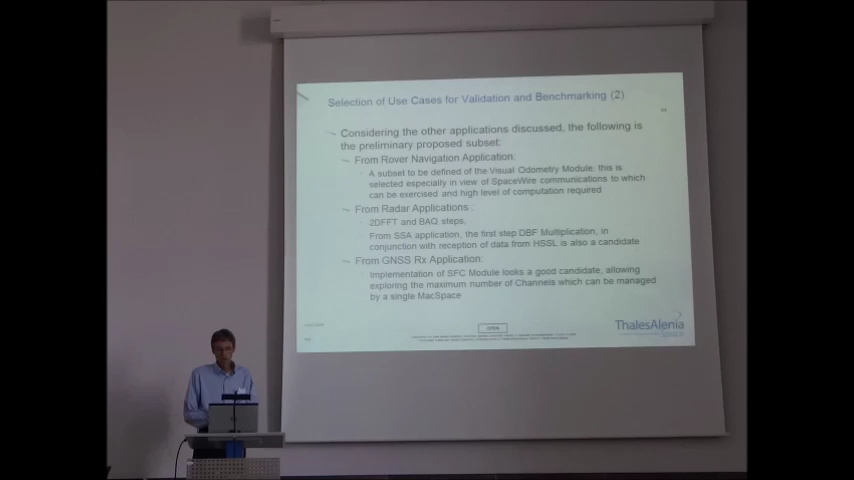 Selection of Use Cases for Validation and Benchmarking (2)
Considering the other applications discussed, the following is
the preliminary proposed subset:
From Rover Navigation Application:
A subset to be defined of the Visual Odometry Module: this is
selected especially in view of SpaceWire communications to which
can be exercised and high level of computation required
From Radar Applications :
2DFFT and BAQ steps,
From SSA application, the first step DBF Multiplication, in
conjunction with reception of data from HSSL is also a candidate
From GNSS Rx Application:
Implementation of SFC Module looks a good candidate, allowing
exploring the maximum number of Channels which can be managed
by a single MacSpace
OPEN
ThalesAlenia
Space